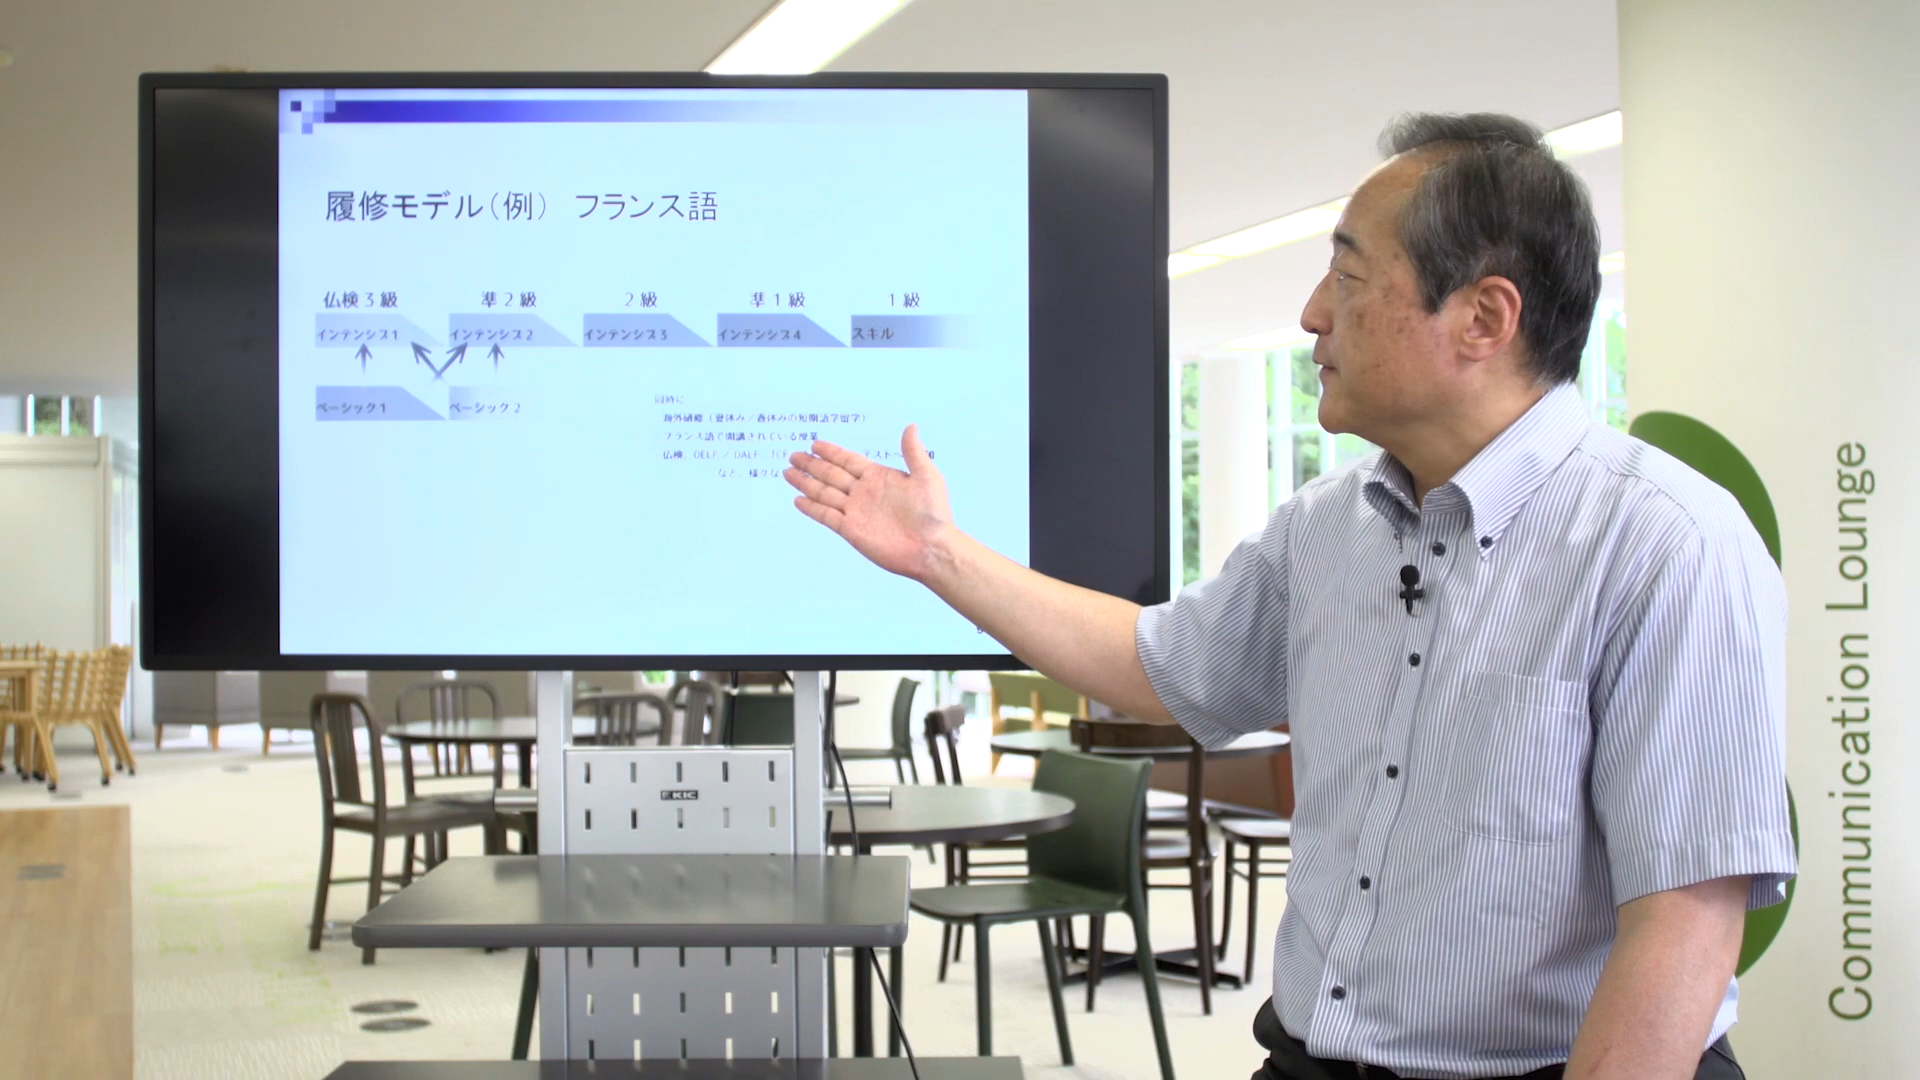 履修モデル（例）　フランス語
仏検３級　準２級　２級　準１級　１級
インテンシブ1　インテンシブ2　インテンシブ3　インテンシブ4　スキル
ベーシック1　ベーシック2
同時に
海外研修（夏休み／春休みの短期語学留学）
フランス語で開講されている授業
仏検、DELF／DALF、TCF
など、様々な
KIC
Communication Lounge